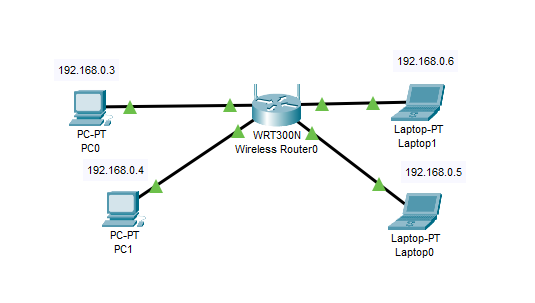 192.168.0.3
PC-PT
PC0
192.168.0.4
PC-PT
PC1
WRT300N
Wireless Router0
192.168.0.6
Laptop-PT
Laptop1
192.168.0.5
Laptop-PT
Laptop0